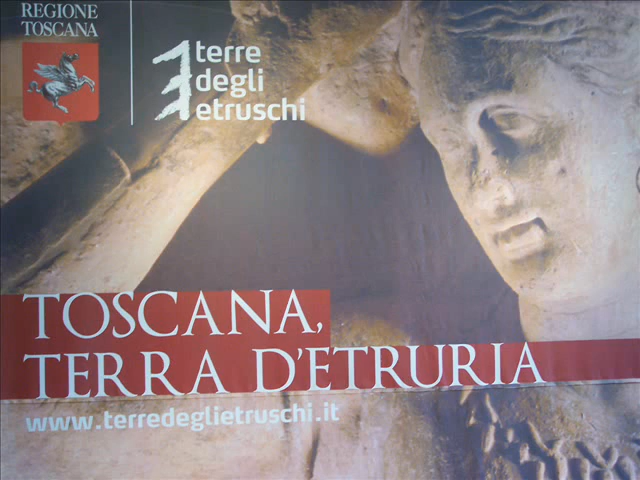 REGIONE
TOSCANA
terre
degli
etruschi
TOSCANA,
TERRA D'ETRURIA
www.terredeglietruschi.it